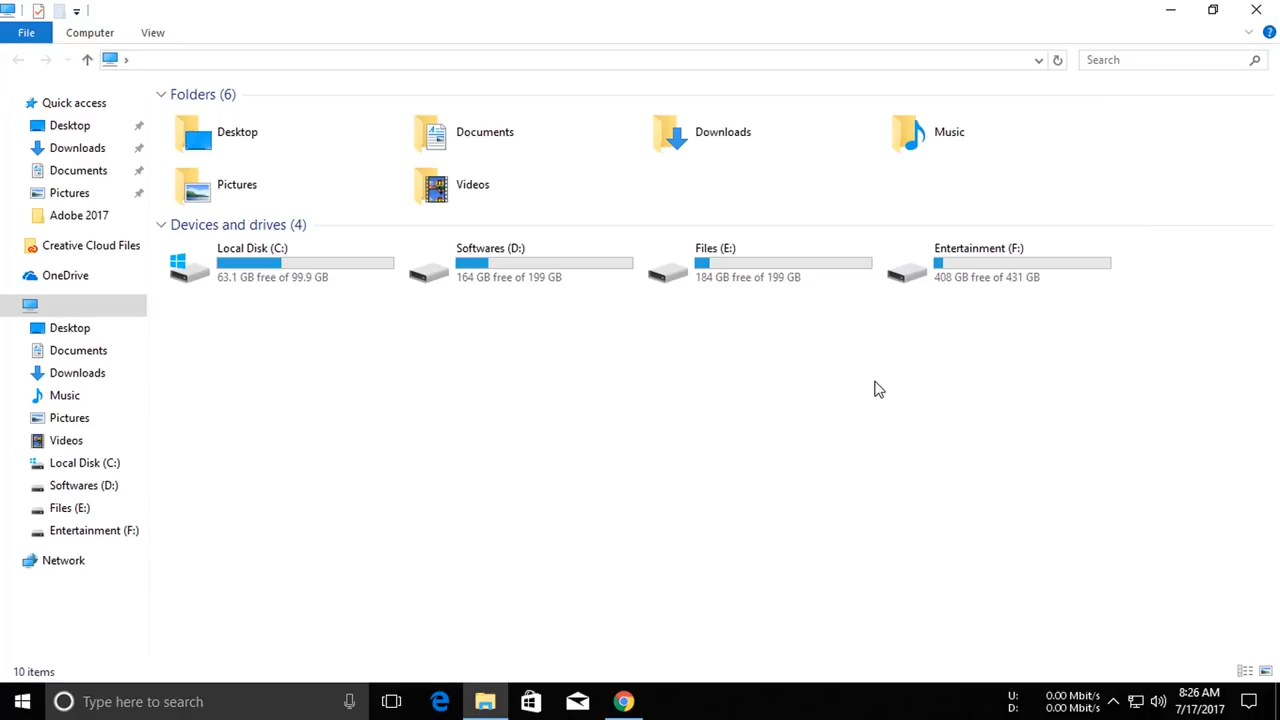 File
Computer
View
Search
Quick access
Desktop
Downloads
Documents
Pictures
Adobe 2017
Creative Cloud Files
OneDrive
Desktop
Documents
Downloads
Music
Pictures
Videos
Local Disk (C:)
Softwares (D:)
Files (E:)
Entertainment (F:)
Network
Folders (6)
Desktop
Documents
Downloads
Music
Pictures
Videos
Devices and drives (4)
Local Disk (C:)
63.1 GB free of 99.9 GB
Softwares (D:)
164 GB free of 199 GB
Files (E:)
184 GB free of 199 GB
Entertainment (F:)
408 GB free of 431 GB
10 items
Type here to search
U: 0.00 Mbit/s
D: 0.00 Mbit/s
8:26 AM
7/17/2017